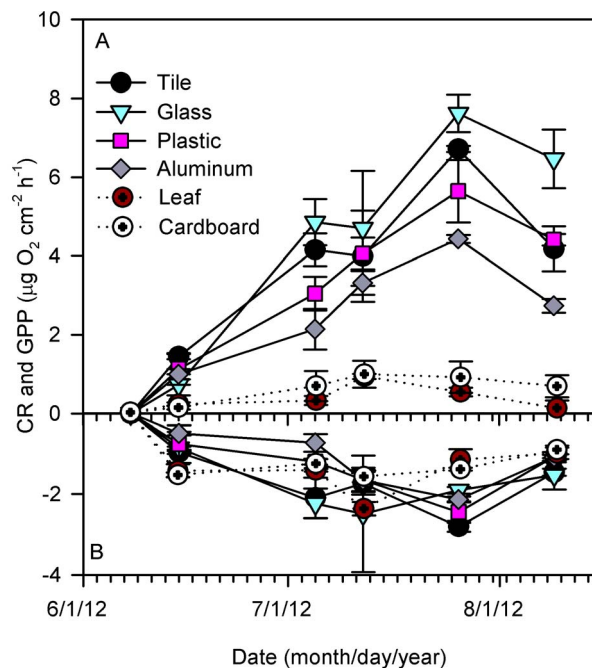 A
Tile
Glass
Plastic
Aluminum
Leaf
Cardboard
10
8
6
4
2
0
-2
-4
CR and GPP (µg O₂ cm⁻² h⁻¹)
B
6/1/12 7/1/12 8/1/12
Date (month/day/year)